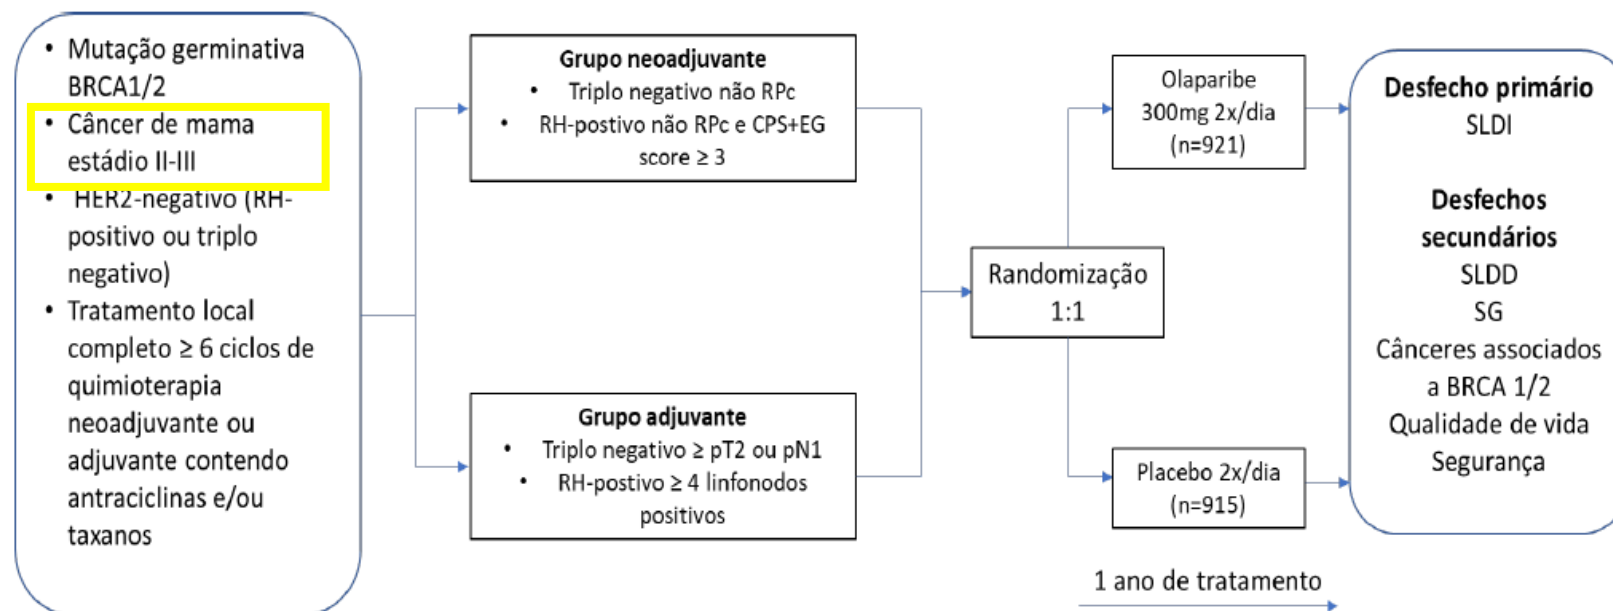 • Mutação germinativa
BRCA1/2
• Câncer de mama
estádio II-III
• HER2-negativo (RH-
positivo ou triplo
negativo)
• Tratamento local
completo ≥ 6 ciclos de
quimioterapia
neoadjuvante ou
adjuvante contendo
antraciclinas e/ou
taxanos
Grupo neoadjuvante
• Triplo negativo não RPc
• RH-postivo não RPc e CPS+EG
score ≥ 3
Grupo adjuvante
• Triplo negativo ≥ pT2 ou pN1
• RH-postivo ≥ 4 linfonodos
positivos
Randomização
1:1
Olaparibe
300mg 2x/dia
(n=921)
Placebo 2x/dia
(n=915)
1 ano de tratamento
Desfecho primário
SLDI
Desfechos
secundários
SLDD
SG
Cânceres associados
a BRCA 1/2
Qualidade de vida
Segurança